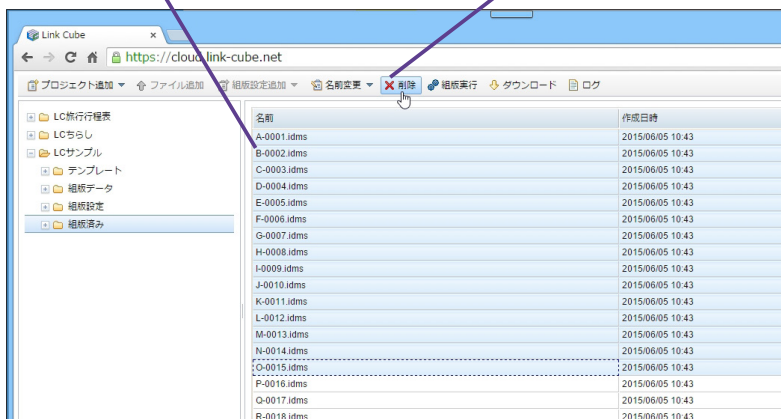 Link Cube
https://cloud.link-cube.net
プロジェクト追加 ファイル追加 組版設定追加 名前変更 削除 組版実行 ダウンロード ログ
LC旅行行程表
LCちらし
LCサンプル
テンプレート
組版データ
組版設定
組版済み
名前 作成日時
A-0001.idms 2015/06/05 10:43
B-0002.idms 2015/06/05 10:43
C-0003.idms 2015/06/05 10:43
D-0004.idms 2015/06/05 10:43
E-0005.idms 2015/06/05 10:43
F-0006.idms 2015/06/05 10:43
G-0007.idms 2015/06/05 10:43
H-0008.idms 2015/06/05 10:43
I-0009.idms 2015/06/05 10:43
J-0010.idms 2015/06/05 10:43
K-0011.idms 2015/06/05 10:43
L-0012.idms 2015/06/05 10:43
M-0013.idms 2015/06/05 10:43
N-0014.idms 2015/06/05 10:43
O-0015.idms 2015/06/05 10:43
P-0016.idms 2015/06/05 10:43
Q-0017.idms 2015/06/05 10:43
R-0018.idms 2015/06/05 10:43